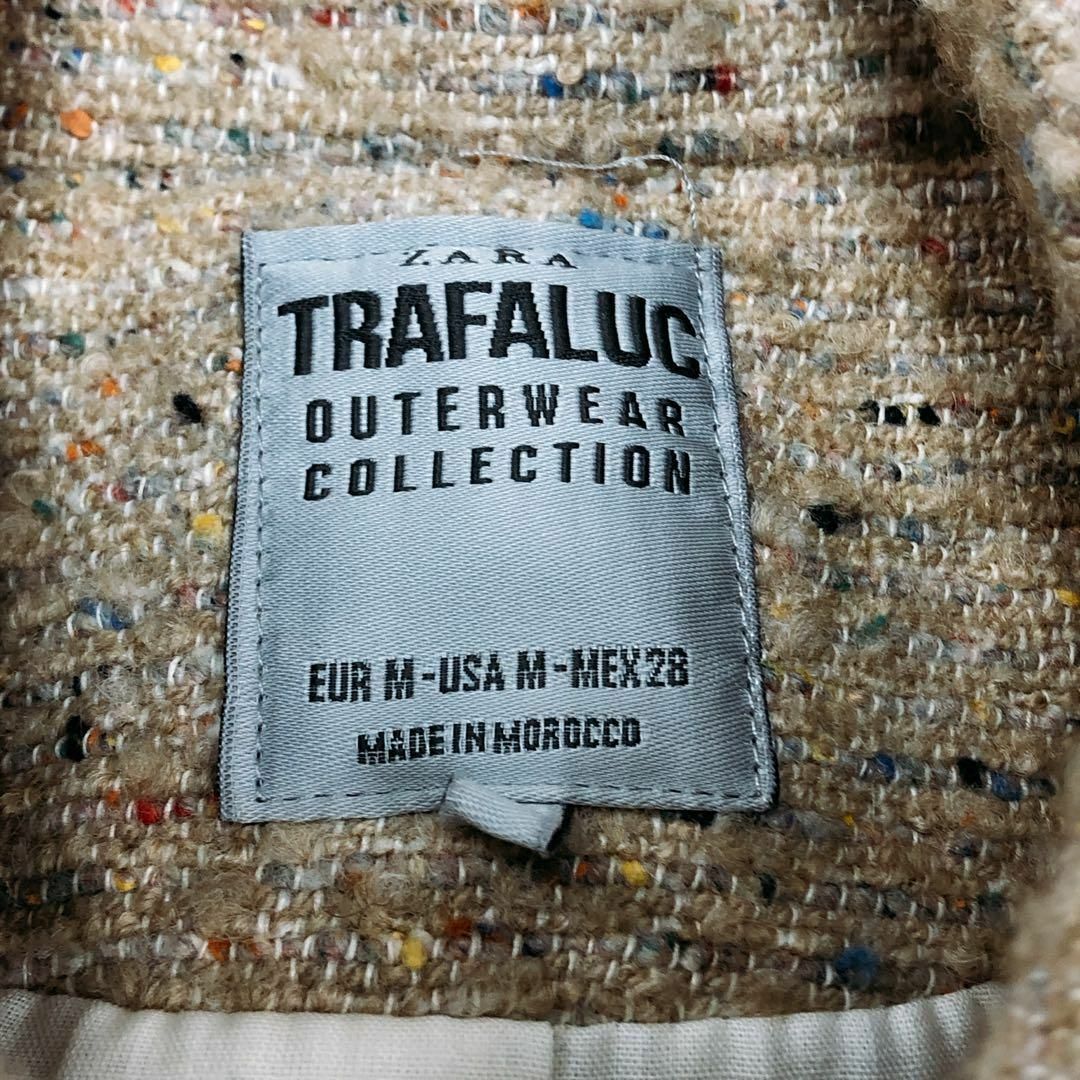 ZARA
TRAFALUC
OUTERWEAR
COLLECTION
EUR M-USA M-MEX 28
MADE IN MOROCCO